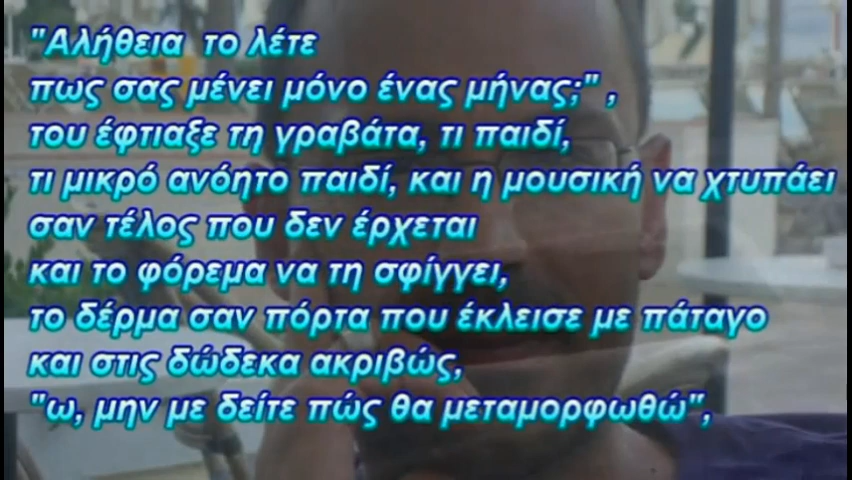 "Αλήθεια το λέτε
πως σας μένει μόνο ένας μήνας;" ,
του έφτιαξε τη γραβάτα, τι παιδί,
τι μικρό ανόητο παιδί, και η μουσική να χτυπάει
σαν τέλος που δεν έρχεται
και το φόρεμα να τη σφίγγει,
το δέρμα σαν πόρτα που έκλεισε με πάταγο
και στις δώδεκα ακριβώς,
"ω, μην με δείτε πώς θα μεταμορφωθώ",